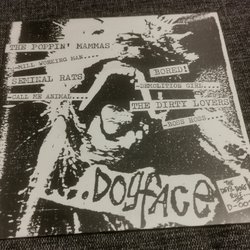 THE POPPIN' MAMMAS
-MILL WORKING MAN....
SEMINAL RATS
-CALL ME ANIMAL....
BORED!
-DEMOLITION GIRL....
THE DIRTY LOVERS
-BOSS HOSS...
...DOGFACE
THE